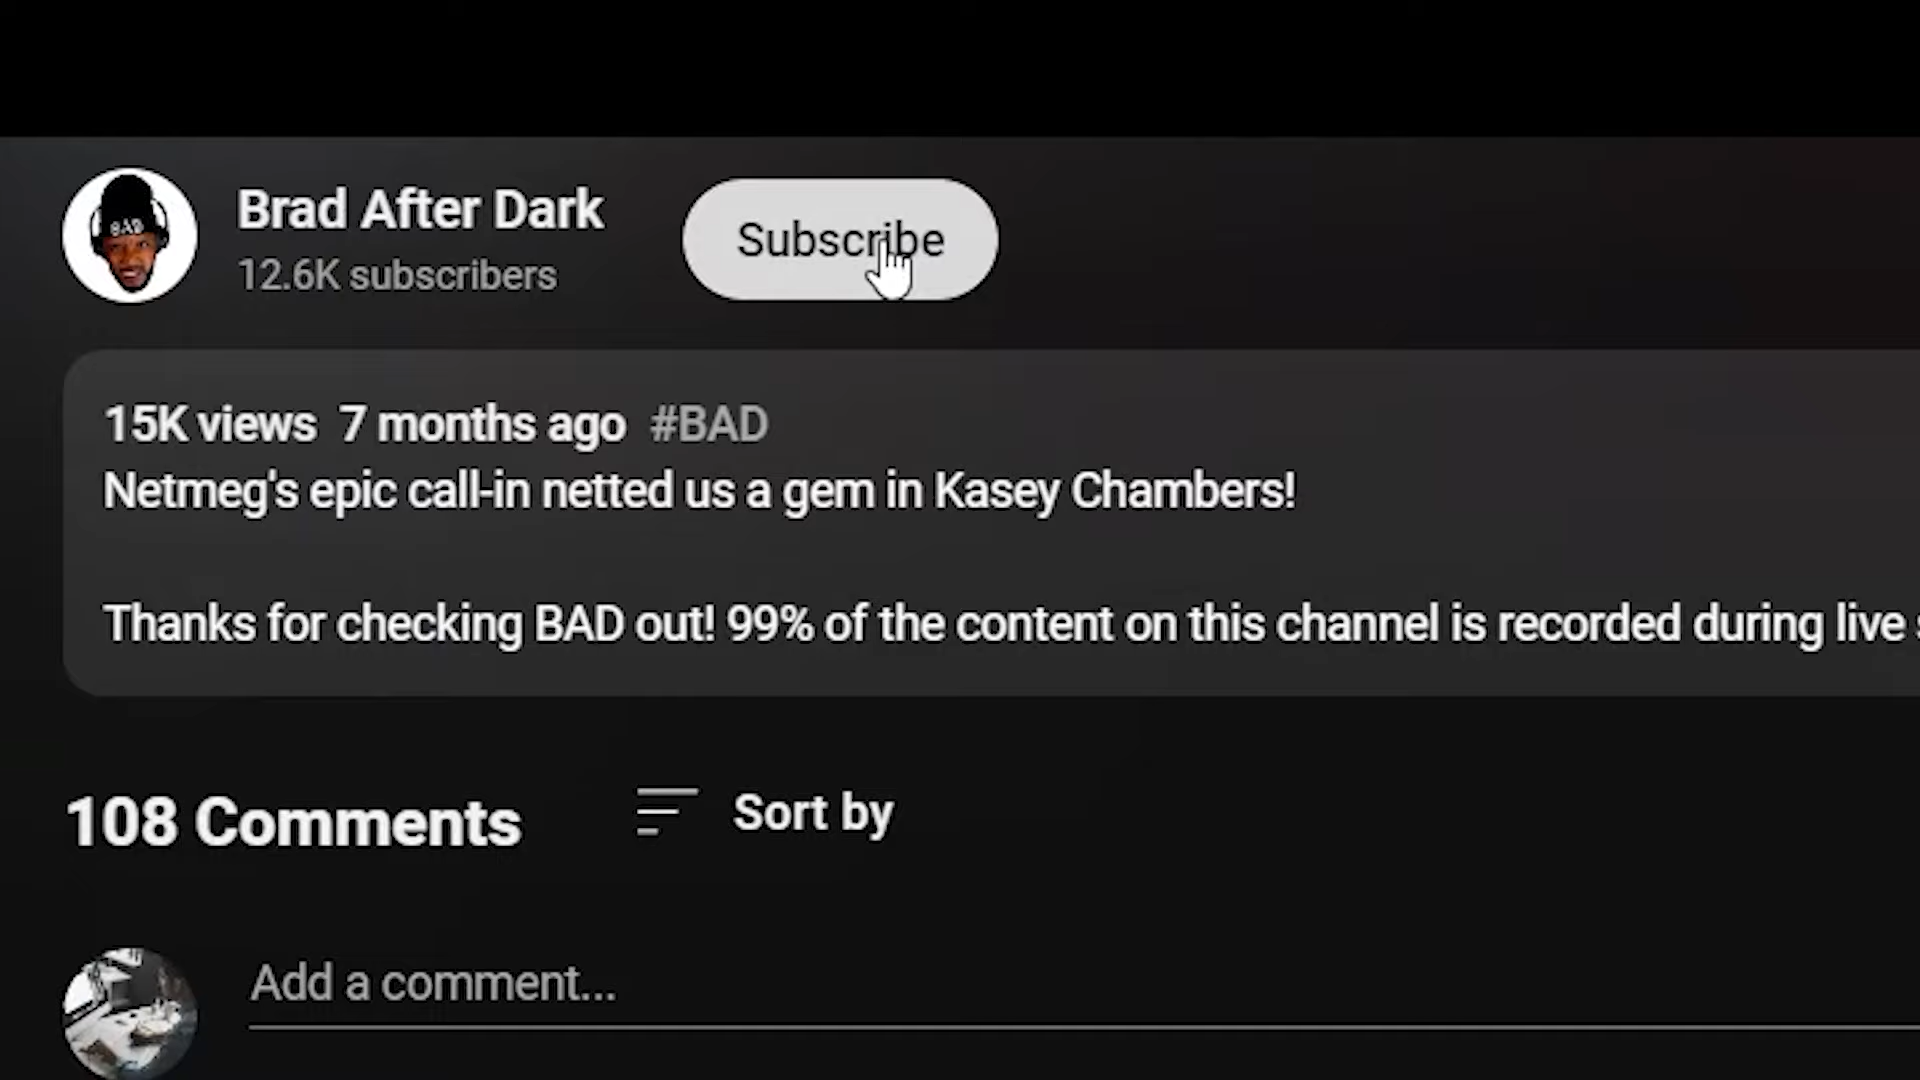 BAD
Brad After Dark
12.6K subscribers
Subscribe
15K views 7 months ago #BAD
Netmeg's epic call-in netted us a gem in Kasey Chambers!
Thanks for checking BAD out! 99% of the content on this channel is recorded during live
108 Comments
Sort by
Add a comment...